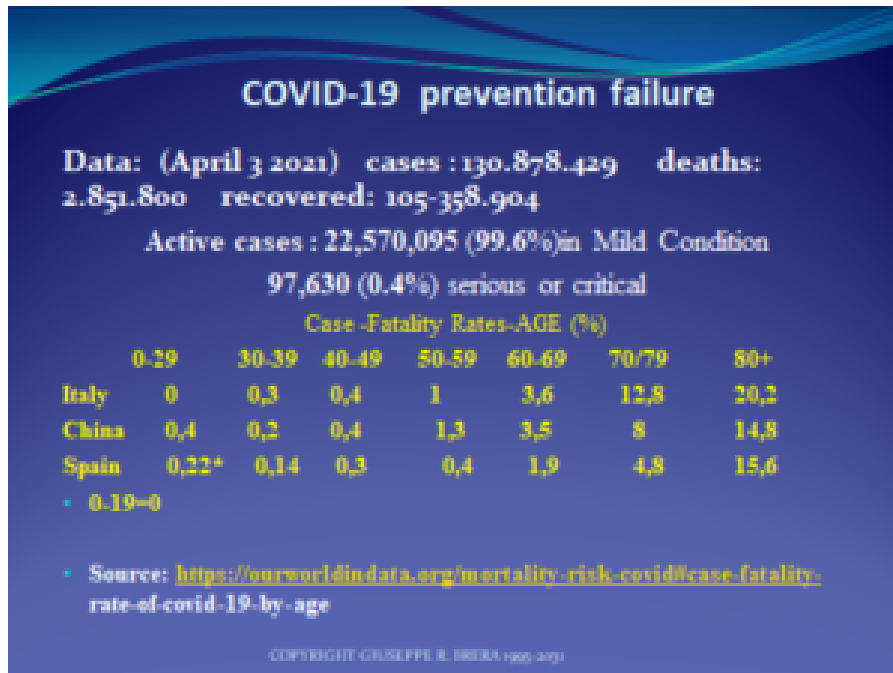 COVID-19 prevention failure
Data: (April 3 2021) cases : 130.878.429 deaths:
2.851.800 recovered: 105-358.904
Active cases : 22,570,095 (99.6%)in Mild Condition
97,630 (0.4%) serious or critical
Case -Fatality Rates-AGE (%)
0-29 30-39 40-49 50-59 60-69 70/79 80+
Italy 0 0,3 0,4 1 3,6 12,8 20,2
China 0,4 0,2 0,4 1,3 3,5 8 14,8
Spain 0,22* 0,14 0,3 0,4 1,9 4,8 15,6
• 0-19=0
• Source: https://ourworldindata.org/mortality-risk-covid#case-fatality-
rate-of-covid-19-by-age
COPYRIGHT GIUSEPPE R. BRERA